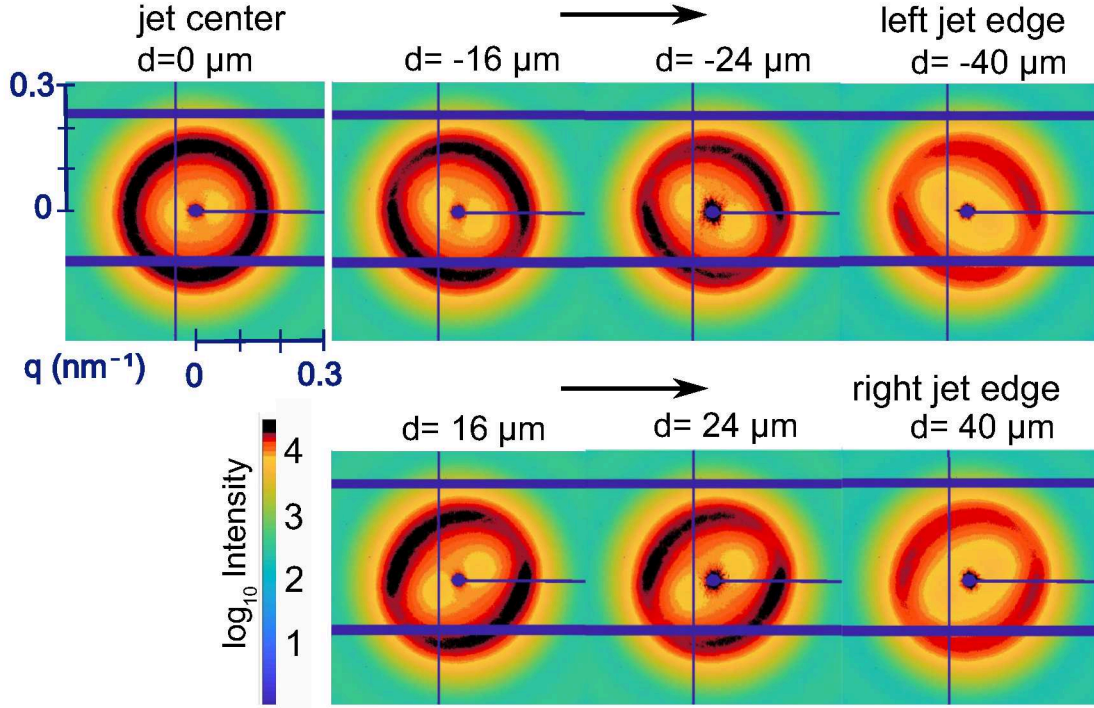 jet center
d=0 µm
d= -16 µm
d= -24 µm
left jet edge
d= -40 µm
0.3
0
q (nm⁻¹)
0
0.3
right jet edge
d= 16 µm
d= 24 µm
d= 40 µm
log₁₀ Intensity
4
3
2
1